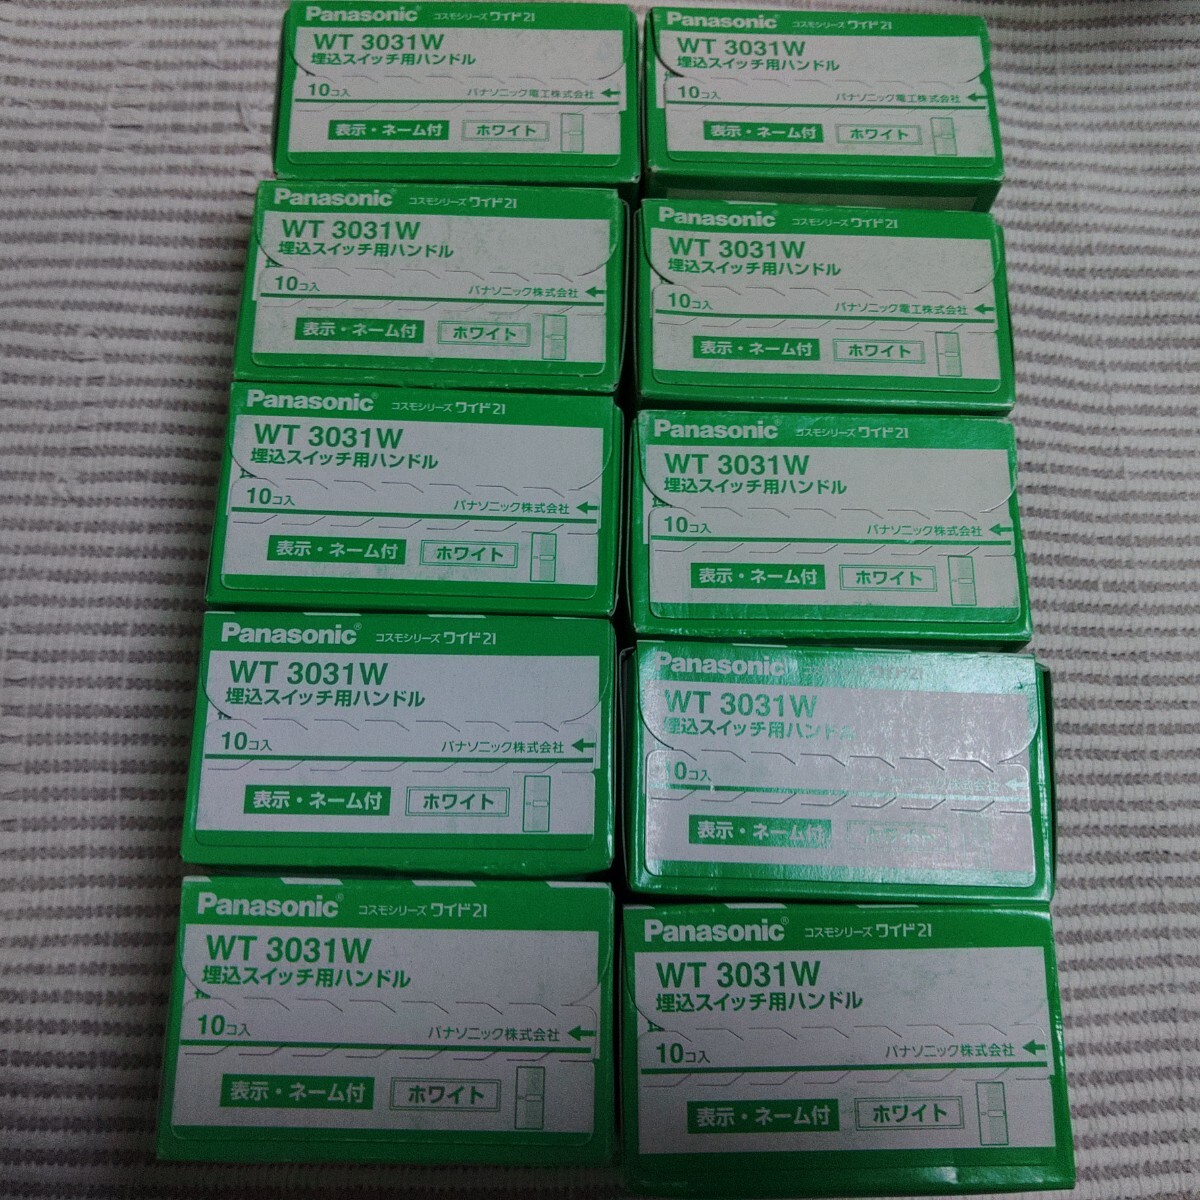 Panasonic® コスモシリーズ ワイド21
WT 3031W
埋込スイッチ用ハンドル
10コ入 パナソニック電工株式会社
表示・ネーム付 ホワイト
Panasonic® コスモシリーズ ワイド21
WT 3031W
埋込スイッチ用ハンドル
10コ入 パナソニック電工株式会社
表示・ネーム付 ホワイト
Panasonic® コスモシリーズ ワイド21
WT 3031W
埋込スイッチ用ハンドル
10コ入 パナソニック株式会社
表示・ネーム付 ホワイト
Panasonic® コスモシリーズ ワイド21
WT 3031W
埋込スイッチ用ハンドル
10コ入 パナソニック電工株式会社
表示・ネーム付 ホワイト
Panasonic® コスモシリーズ ワイド21
WT 3031W
埋込スイッチ用ハンドル
10コ入 パナソニック株式会社
表示・ネーム付 ホワイト
Panasonic® コスモシリーズ ワイド21
WT 3031W
埋込スイッチ用ハンドル
10コ入 パナソニック株式会社
表示・ネーム付 ホワイト
Panasonic® コスモシリーズ ワイド21
WT 3031W
埋込スイッチ用ハンドル
10コ入 パナソニック株式会社
表示・ネーム付 ホワイト
Panasonic コスモシリーズ ワイド21
WT 3031W
埋込スイッチ用ハンドル
10コ入
表示・ネーム付 ホワイト
Panasonic® コスモシリーズ ワイド21
WT 3031W
埋込スイッチ用ハンドル
10コ入 パナソニック株式会社
表示・ネーム付 ホワイト
Panasonic® コスモシリーズ ワイド21
WT 3031W
埋込スイッチ用ハンドル
10コ入 パナソニック株式会社
表示・ネーム付 ホワイト